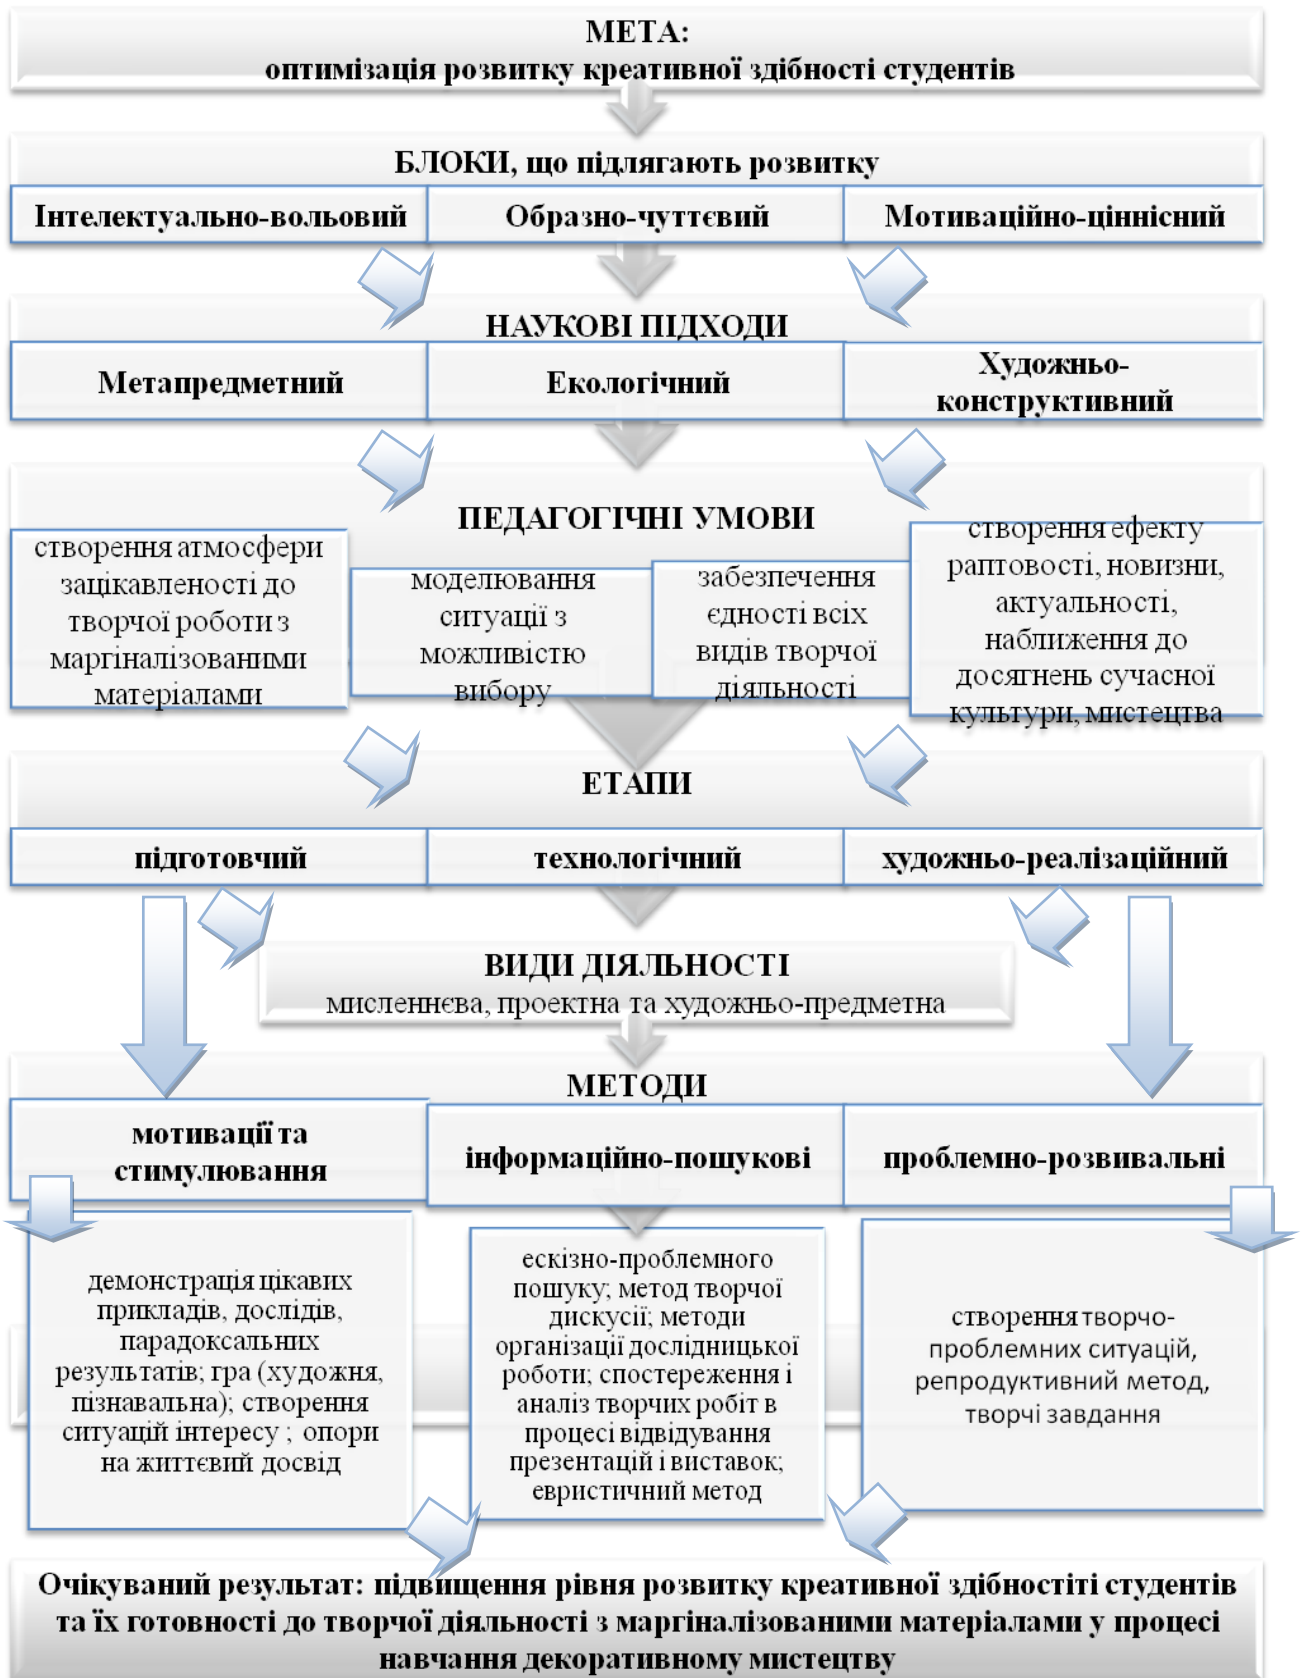 МЕТА:
оптимізація розвитку креативної здібності студентів
БЛОКИ, що підлягають розвитку
Інтелектуально-вольовий
Образно-чуттєвий
Мотиваційно-ціннісний
НАУКОВІ ПІДХОДИ
Метапредметний
Екологічний
Художньо-
конструктивний
ПЕДАГОГІЧНІ УМОВИ
створення атмосфери
зацікавленості до
творчої роботи з
маргіналізованими
матеріалами
моделювання
ситуації з
можливістю
вибору
забезпечення
єдності всіх
видів творчої
діяльності
створення ефекту
раптовості, новизни,
актуальності,
наближення до
досягнень сучасної
культури, мистецтва
ЕТАПИ
підготовчий
технологічний
художньо-реалізаційний
ВИДИ ДІЯЛЬНОСТІ
мисленнєва, проектна та художньо-предметна
МЕТОДИ
мотивації та
стимулювання
інформаційно-пошукові
проблемно-розвивальні
демонстрація цікавих
прикладів, дослідів,
парадоксальних
результатів; гра (художня,
пізнавальна); створення
ситуацій інтересу ; опори
на життєвий досвід
ескізно-проблемного
пошуку; метод творчої
дискусії; методи
організації дослідницької
роботи; спостереження і
аналіз творчих робіт в
процесі відвідування
презентацій і виставок;
евристичний метод
створення творчо-
проблемних ситуацій,
репродуктивний метод,
творчі завдання
Очікуваний результат: підвищення рівня розвитку креативної здібностіті студентів
та їх готовності до творчої діяльності з маргіналізованими матеріалами у процесі
навчання декоративному мистецтву